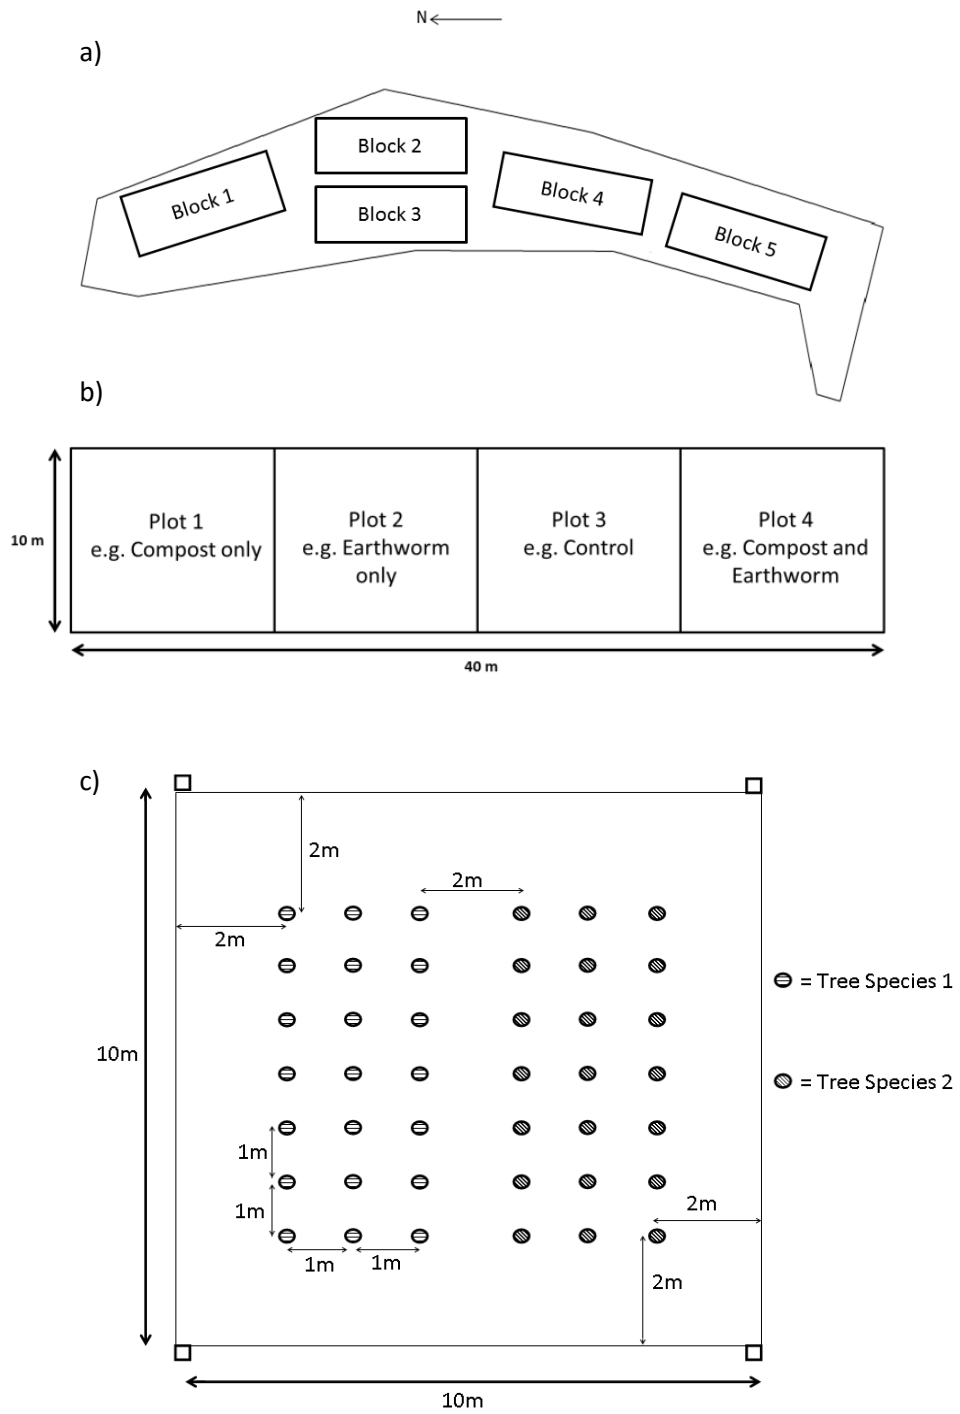 N
a)
Block 2
Block 1
Block 3
Block 4
Block 5
b)
10 m
Plot 1
e.g. Compost only
Plot 2
e.g. Earthworm
only
Plot 3
e.g. Control
Plot 4
e.g. Compost and
Earthworm
40 m
c)
2m
2m
2m
= Tree Species 1
10m
= Tree Species 2
1m
2m
1m
1m
1m
2m
10m